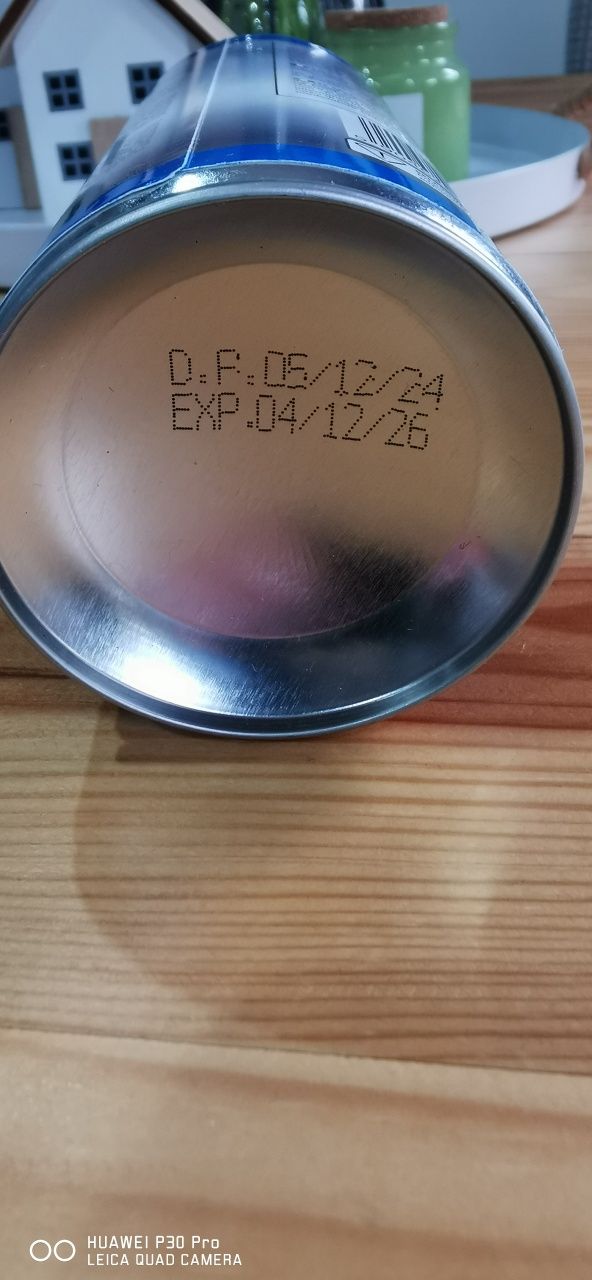 D.F.:05/12/24
EXP.:04/12/26
HUAWEI P30 Pro
LEICA QUAD CAMERA